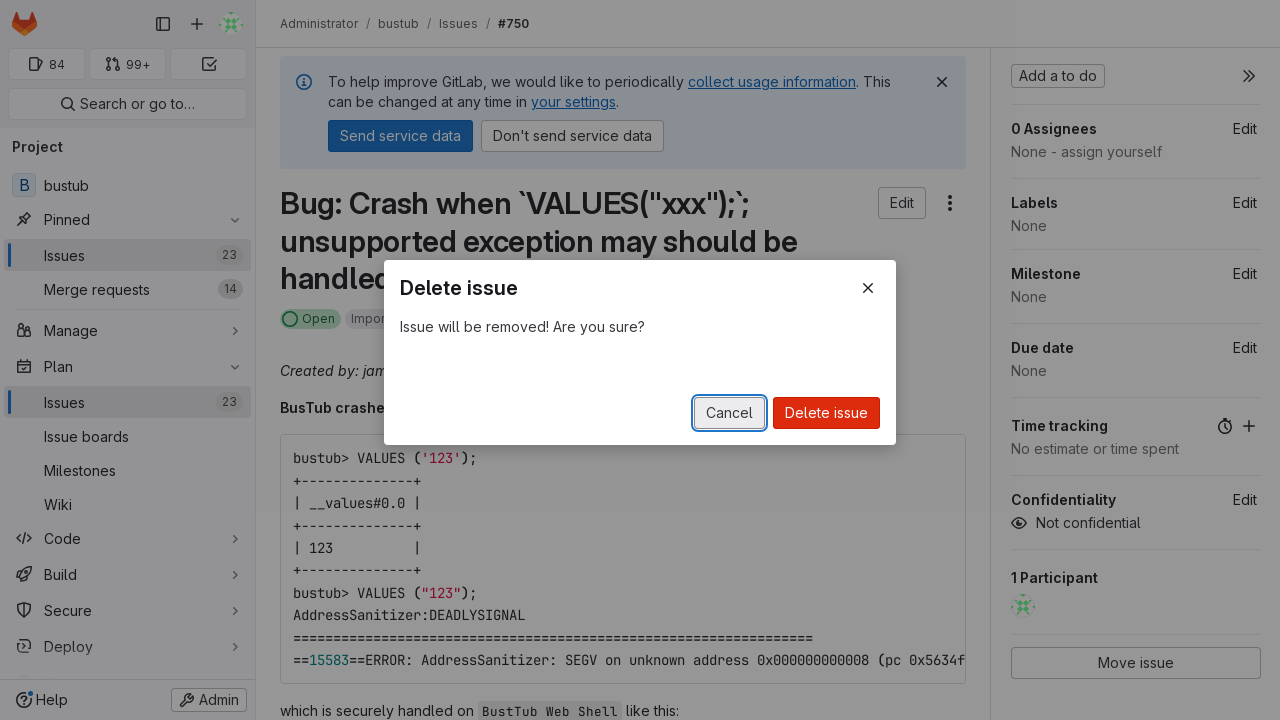 Administrator / bustub / Issues / #750
84
99+
Search or go to…
Project
B bustub
Pinned
Issues 23
Merge requests 14
Manage
Plan
Issues 23
Issue boards
Milestones
Wiki
Code
Build
Secure
Deploy
Help
Admin
To help improve GitLab, we would like to periodically collect usage information. This
can be changed at any time in your settings.
Send service data
Don't send service data
Bug: Crash when `VALUES("xxx");`;
unsupported exception may should be
handled
Edit
Open
Impor
Created by: jam
BusTub crashe
Delete issue
Issue will be removed! Are you sure?
Cancel
Delete issue
bustub> VALUES ('123');
+--------------+
| __values#0.0 |
+--------------+
| 123          |
+--------------+
bustub> VALUES ("123");
AddressSanitizer:DEADLYSIGNAL
=================================================================
==15583==ERROR: AddressSanitizer: SEGV on unknown address 0x000000000008 (pc 0x5634f
which is securely handled on BustTub Web Shell like this:
Add a to do
0 Assignees
Edit
None - assign yourself
Labels
Edit
None
Milestone
Edit
None
Due date
Edit
None
Time tracking
No estimate or time spent
Confidentiality
Edit
Not confidential
1 Participant
Move issue